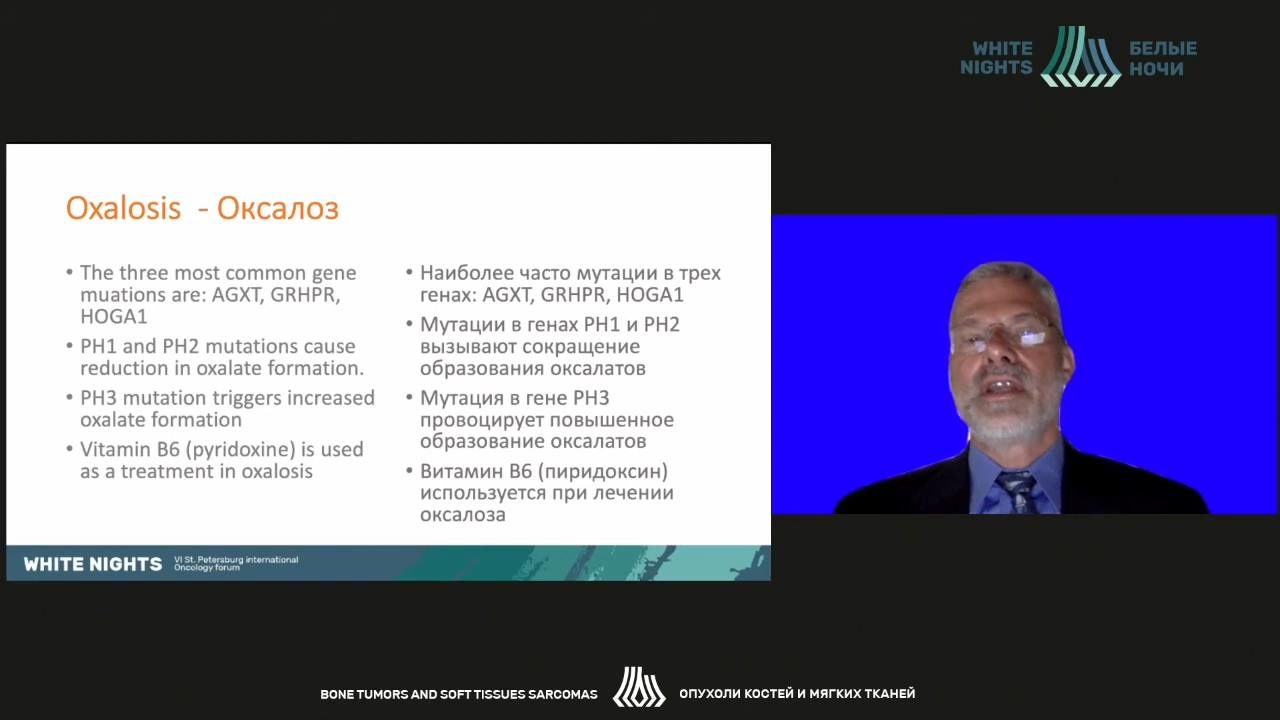 WHITE
NIGHTS
БЕЛЫЕ
НОЧИ
Oxalosis - Оксалоз
• The three most common gene
muations are: AGXT, GRHPR,
HOGA1
• PH1 and PH2 mutations cause
reduction in oxalate formation.
• PH3 mutation triggers increased
oxalate formation
• Vitamin B6 (pyridoxine) is used
as a treatment in oxalosis
• Наиболее часто мутации в трех
генах: AGXT, GRHPR, HOGA1
• Мутации в генах PH1 и PH2
вызывают сокращение
образования оксалатов
• Мутация в гене PH3
провоцирует повышенное
образование оксалатов
• Витамин В6 (пиридоксин)
используется при лечении
оксалоза
WHITE NIGHTS
VI St. Petersburg international
Oncology forum
BONE TUMORS AND SOFT TISSUES SARCOMAS
ОПУХОЛИ КОСТЕЙ И МЯГКИХ ТКАНЕЙ